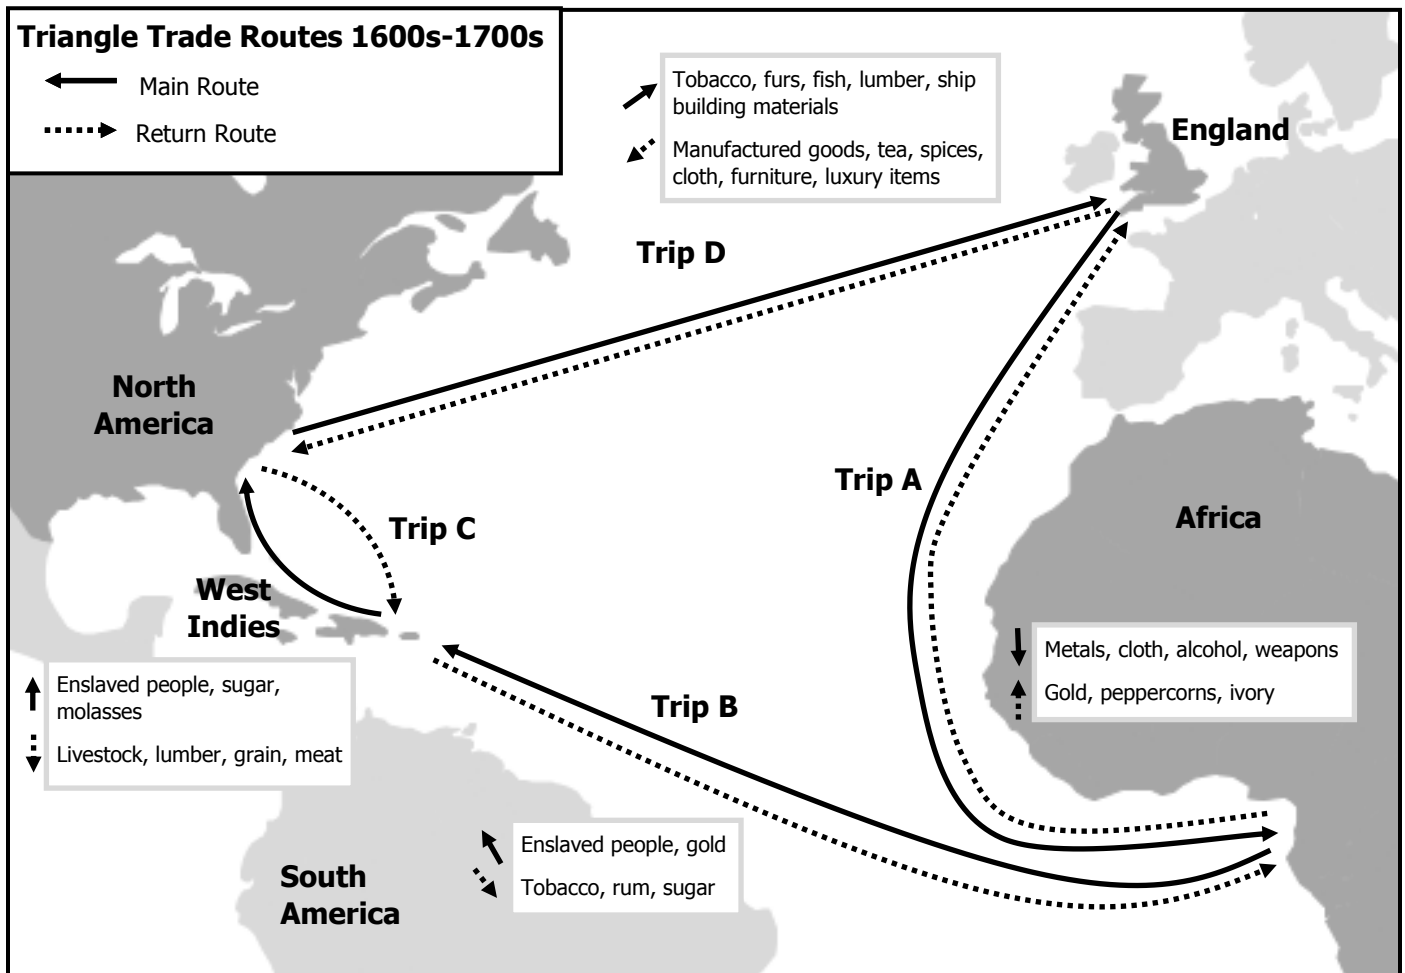 Triangle Trade Routes 1600s-1700s
Main Route
Return Route
Tobacco, furs, fish, lumber, ship
building materials
Manufactured goods, tea, spices,
cloth, furniture, luxury items
England
Trip D
North
America
Trip A
Africa
Trip C
West
Indies
Metals, cloth, alcohol, weapons
Gold, peppercorns, ivory
Enslaved people, sugar,
molasses
Livestock, lumber, grain, meat
Trip B
Enslaved people, gold
Tobacco, rum, sugar
South
America